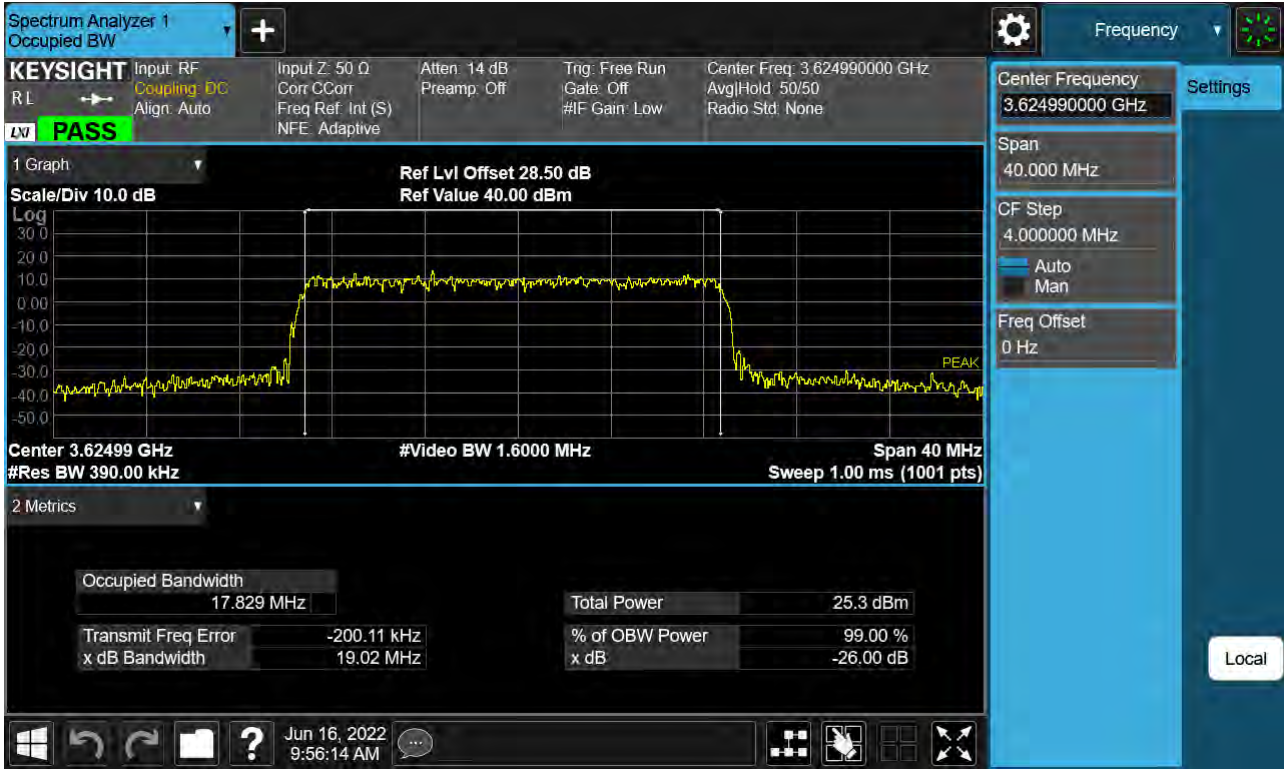 Spectrum Analyzer 1
Occupied BW
Frequency
KEYSIGHT
R L
LXI
PASS
Input: RF
Coupling: DC
Align: Auto
Input Z: 50 Ω
Corr CCorr
Freq Ref: Int (S)
NFE: Adaptive
Atten: 14 dB
Preamp: Off
Trig: Free Run
Gate: Off
#IF Gain: Low
Center Freq: 3.624990000 GHz
Avg|Hold: 50/50
Radio Std: None
1 Graph
Scale/Div 10.0 dB
Ref Lvl Offset 28.50 dB
Ref Value 40.00 dBm
Log
30.0
20.0
10.0
0.00
-10.0
-20.0
-30.0
-40.0
-50.0
PEAK
Center 3.62499 GHz
#Video BW 1.6000 MHz
Span 40 MHz
#Res BW 390.00 kHz
Sweep 1.00 ms (1001 pts)
2 Metrics
Occupied Bandwidth
17.829 MHz
Total Power 25.3 dBm
Transmit Freq Error -200.11 kHz
% of OBW Power 99.00 %
x dB Bandwidth 19.02 MHz
x dB -26.00 dB
Center Frequency
3.624990000 GHz
Settings
Span
40.000 MHz
CF Step
4.000000 MHz
Auto
Man
Freq Offset
0 Hz
Local
?
Jun 16, 2022
9:56:14 AM